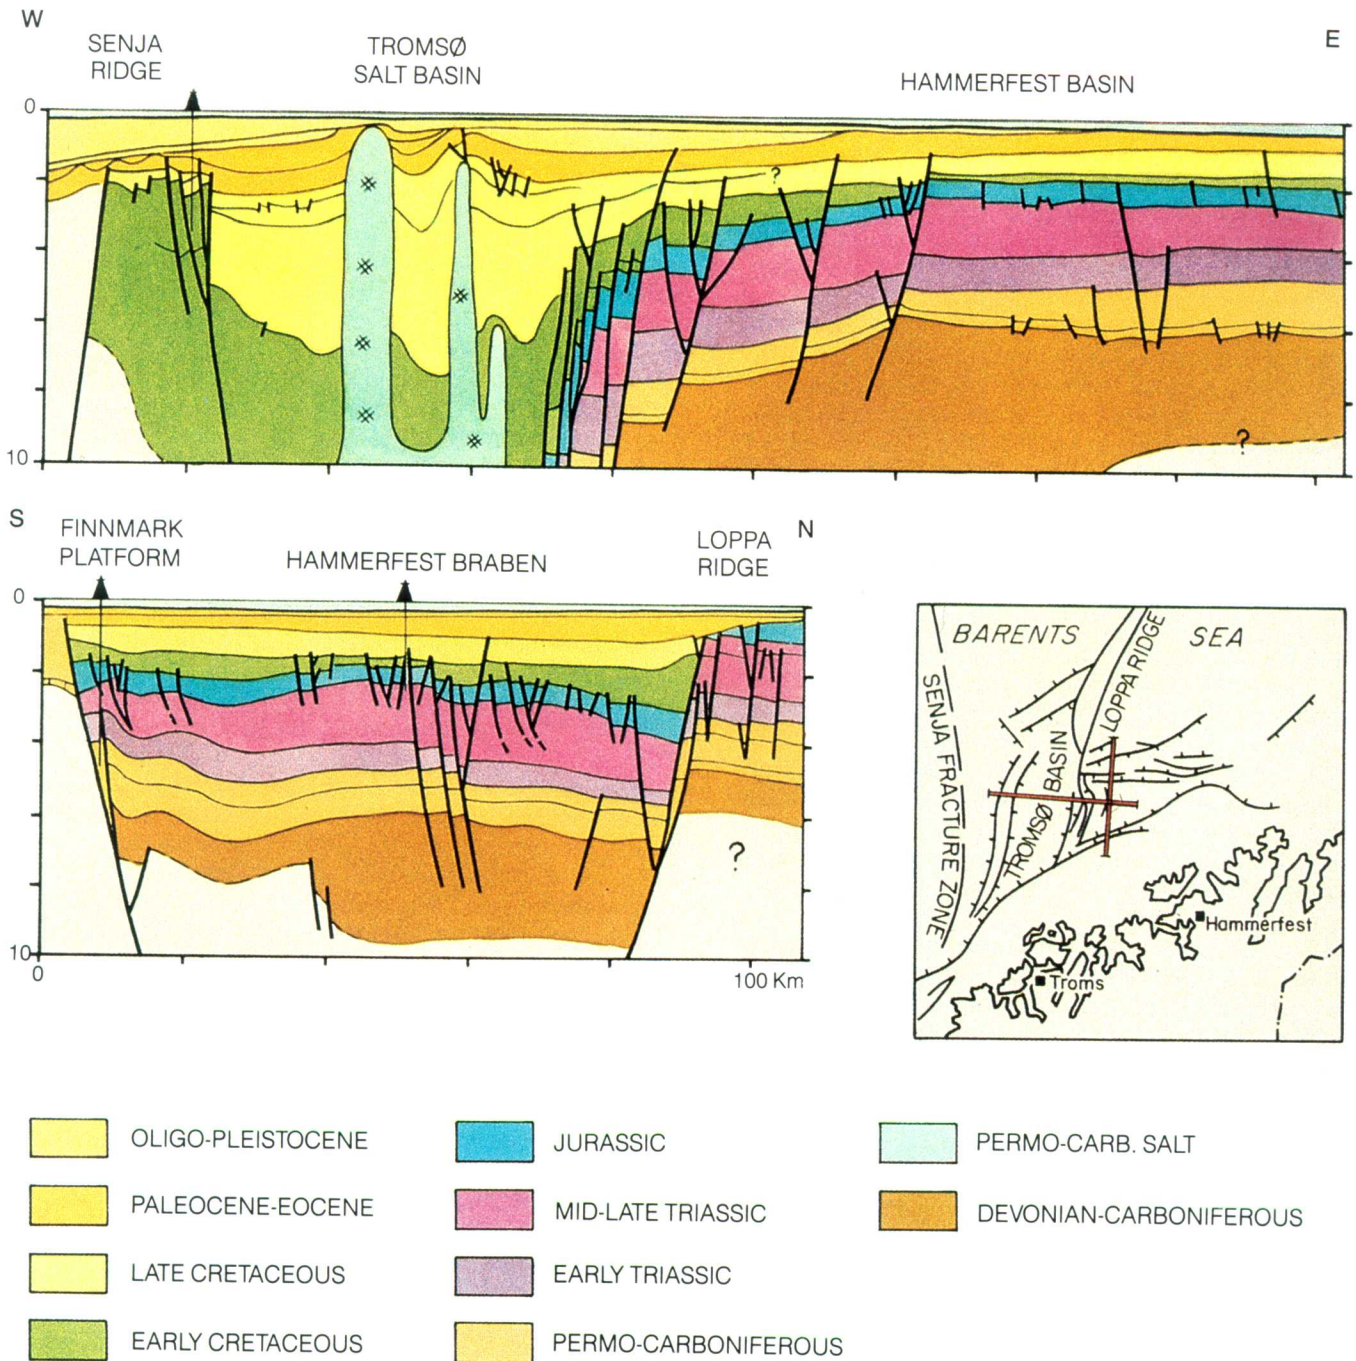 W
SENJA
RIDGE
TROMSØ
SALT BASIN
HAMMERFEST BASIN
E
0
?
?
10
S
FINNMARK
PLATFORM
HAMMERFEST BRABEN
LOPPA
RIDGE
N
0
?
10
0
100 Km
BARENTS SEA
LOPPA RIDGE
SENJA FRACTURE ZONE
TROMSØ BASIN
Hammerfest
Troms
OLIGO-PLEISTOCENE
PALEOCENE-EOCENE
LATE CRETACEOUS
EARLY CRETACEOUS
JURASSIC
MID-LATE TRIASSIC
EARLY TRIASSIC
PERMO-CARBONIFEROUS
PERMO-CARB. SALT
DEVONIAN-CARBONIFEROUS